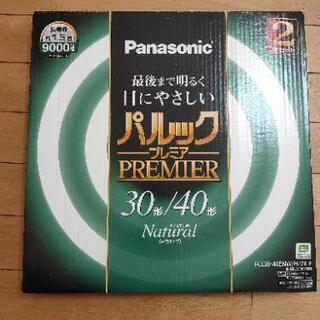 Panasonic
9000
2
最後まで明るく
目にやさしい
パルック
プレミア
PREMIER
30形/40形
Natural